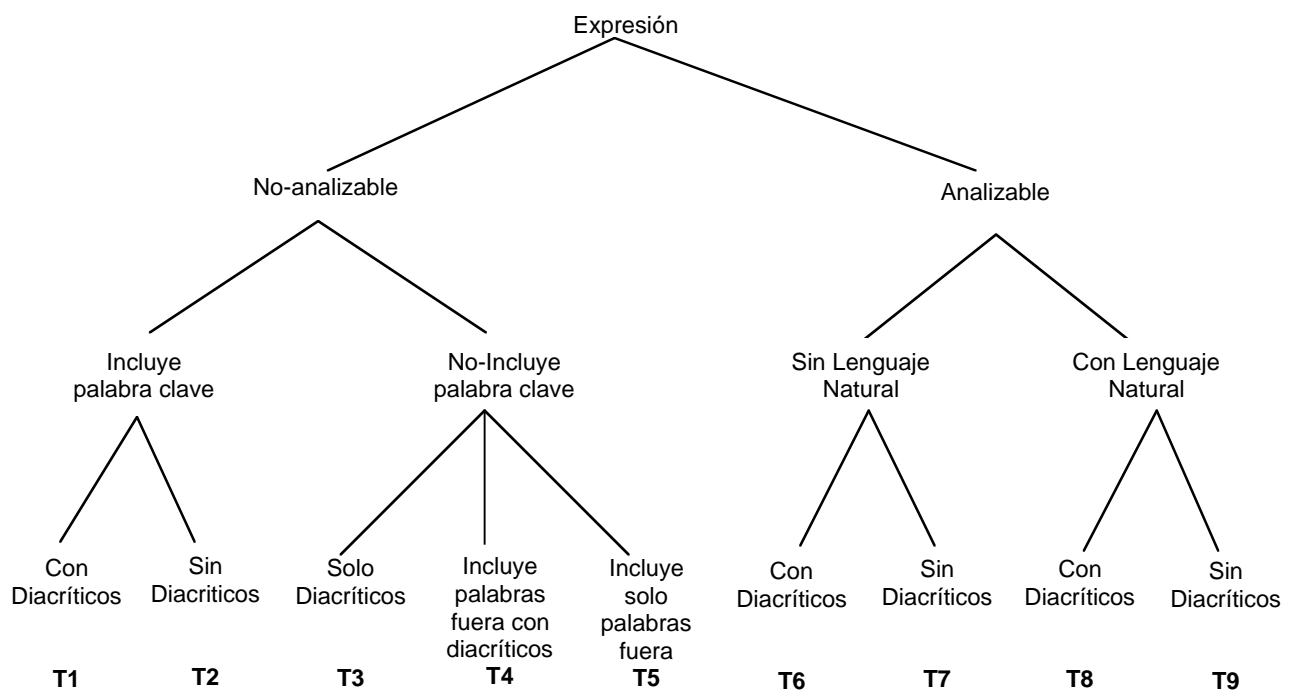 Expresión
No-analizable
Analizable
Incluye
palabra clave
No-Incluye
palabra clave
Sin Lenguaje
Natural
Con Lenguaje
Natural
Con
Diacríticos
Sin
Diacriticos
Solo
Diacríticos
Incluye
palabras
fuera con
diacríticos
Incluye
solo
palabras
fuera
Con
Diacríticos
Sin
Diacríticos
Con
Diacríticos
Sin
Diacríticos
T1 T2 T3 T4 T5 T6 T7 T8 T9